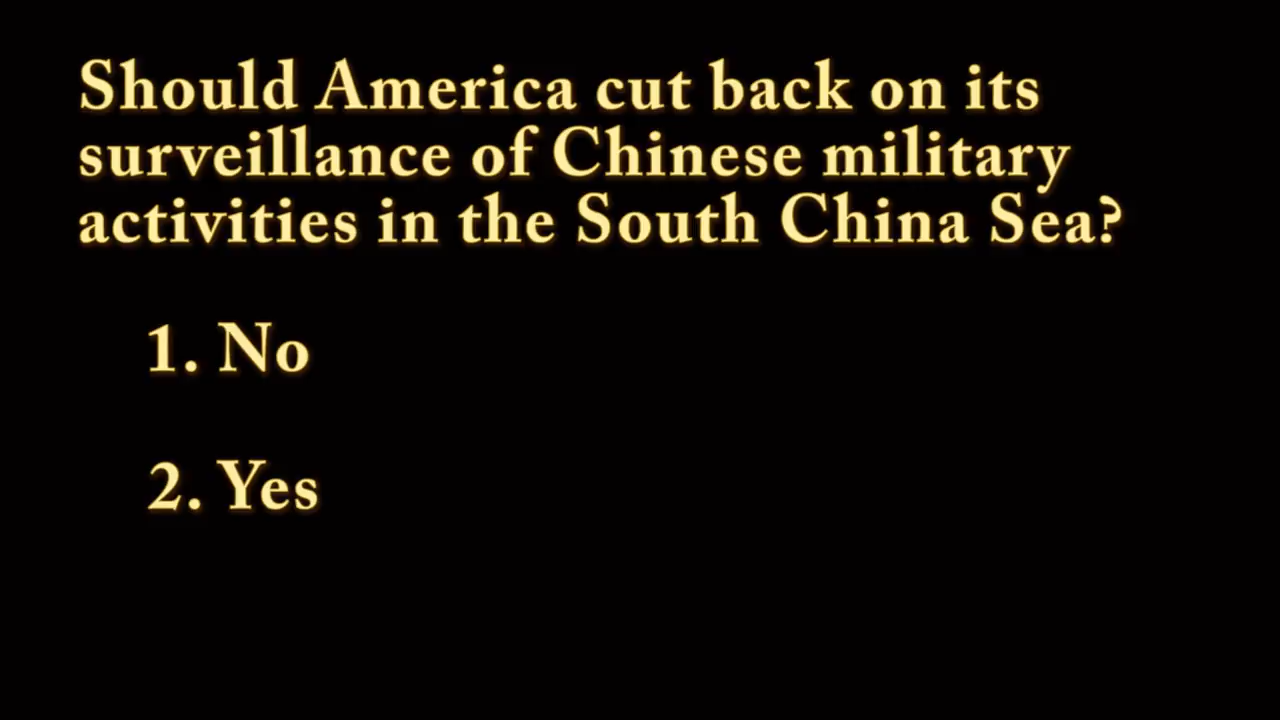 Should America cut back on its
surveillance of Chinese military
activities in the South China Sea?
1. No
2. Yes